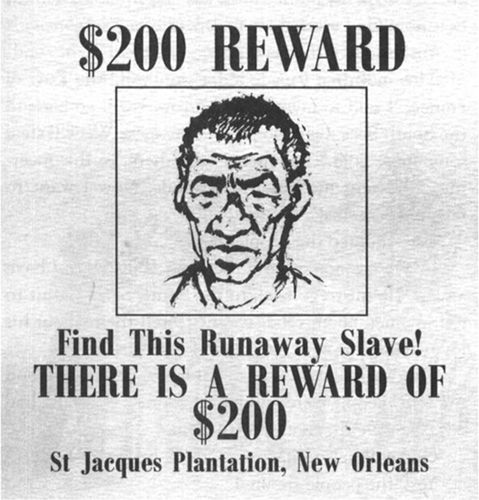 $200 REWARD
Find This Runaway Slave!
THERE IS A REWARD OF
$200
St Jacques Plantation, New Orleans